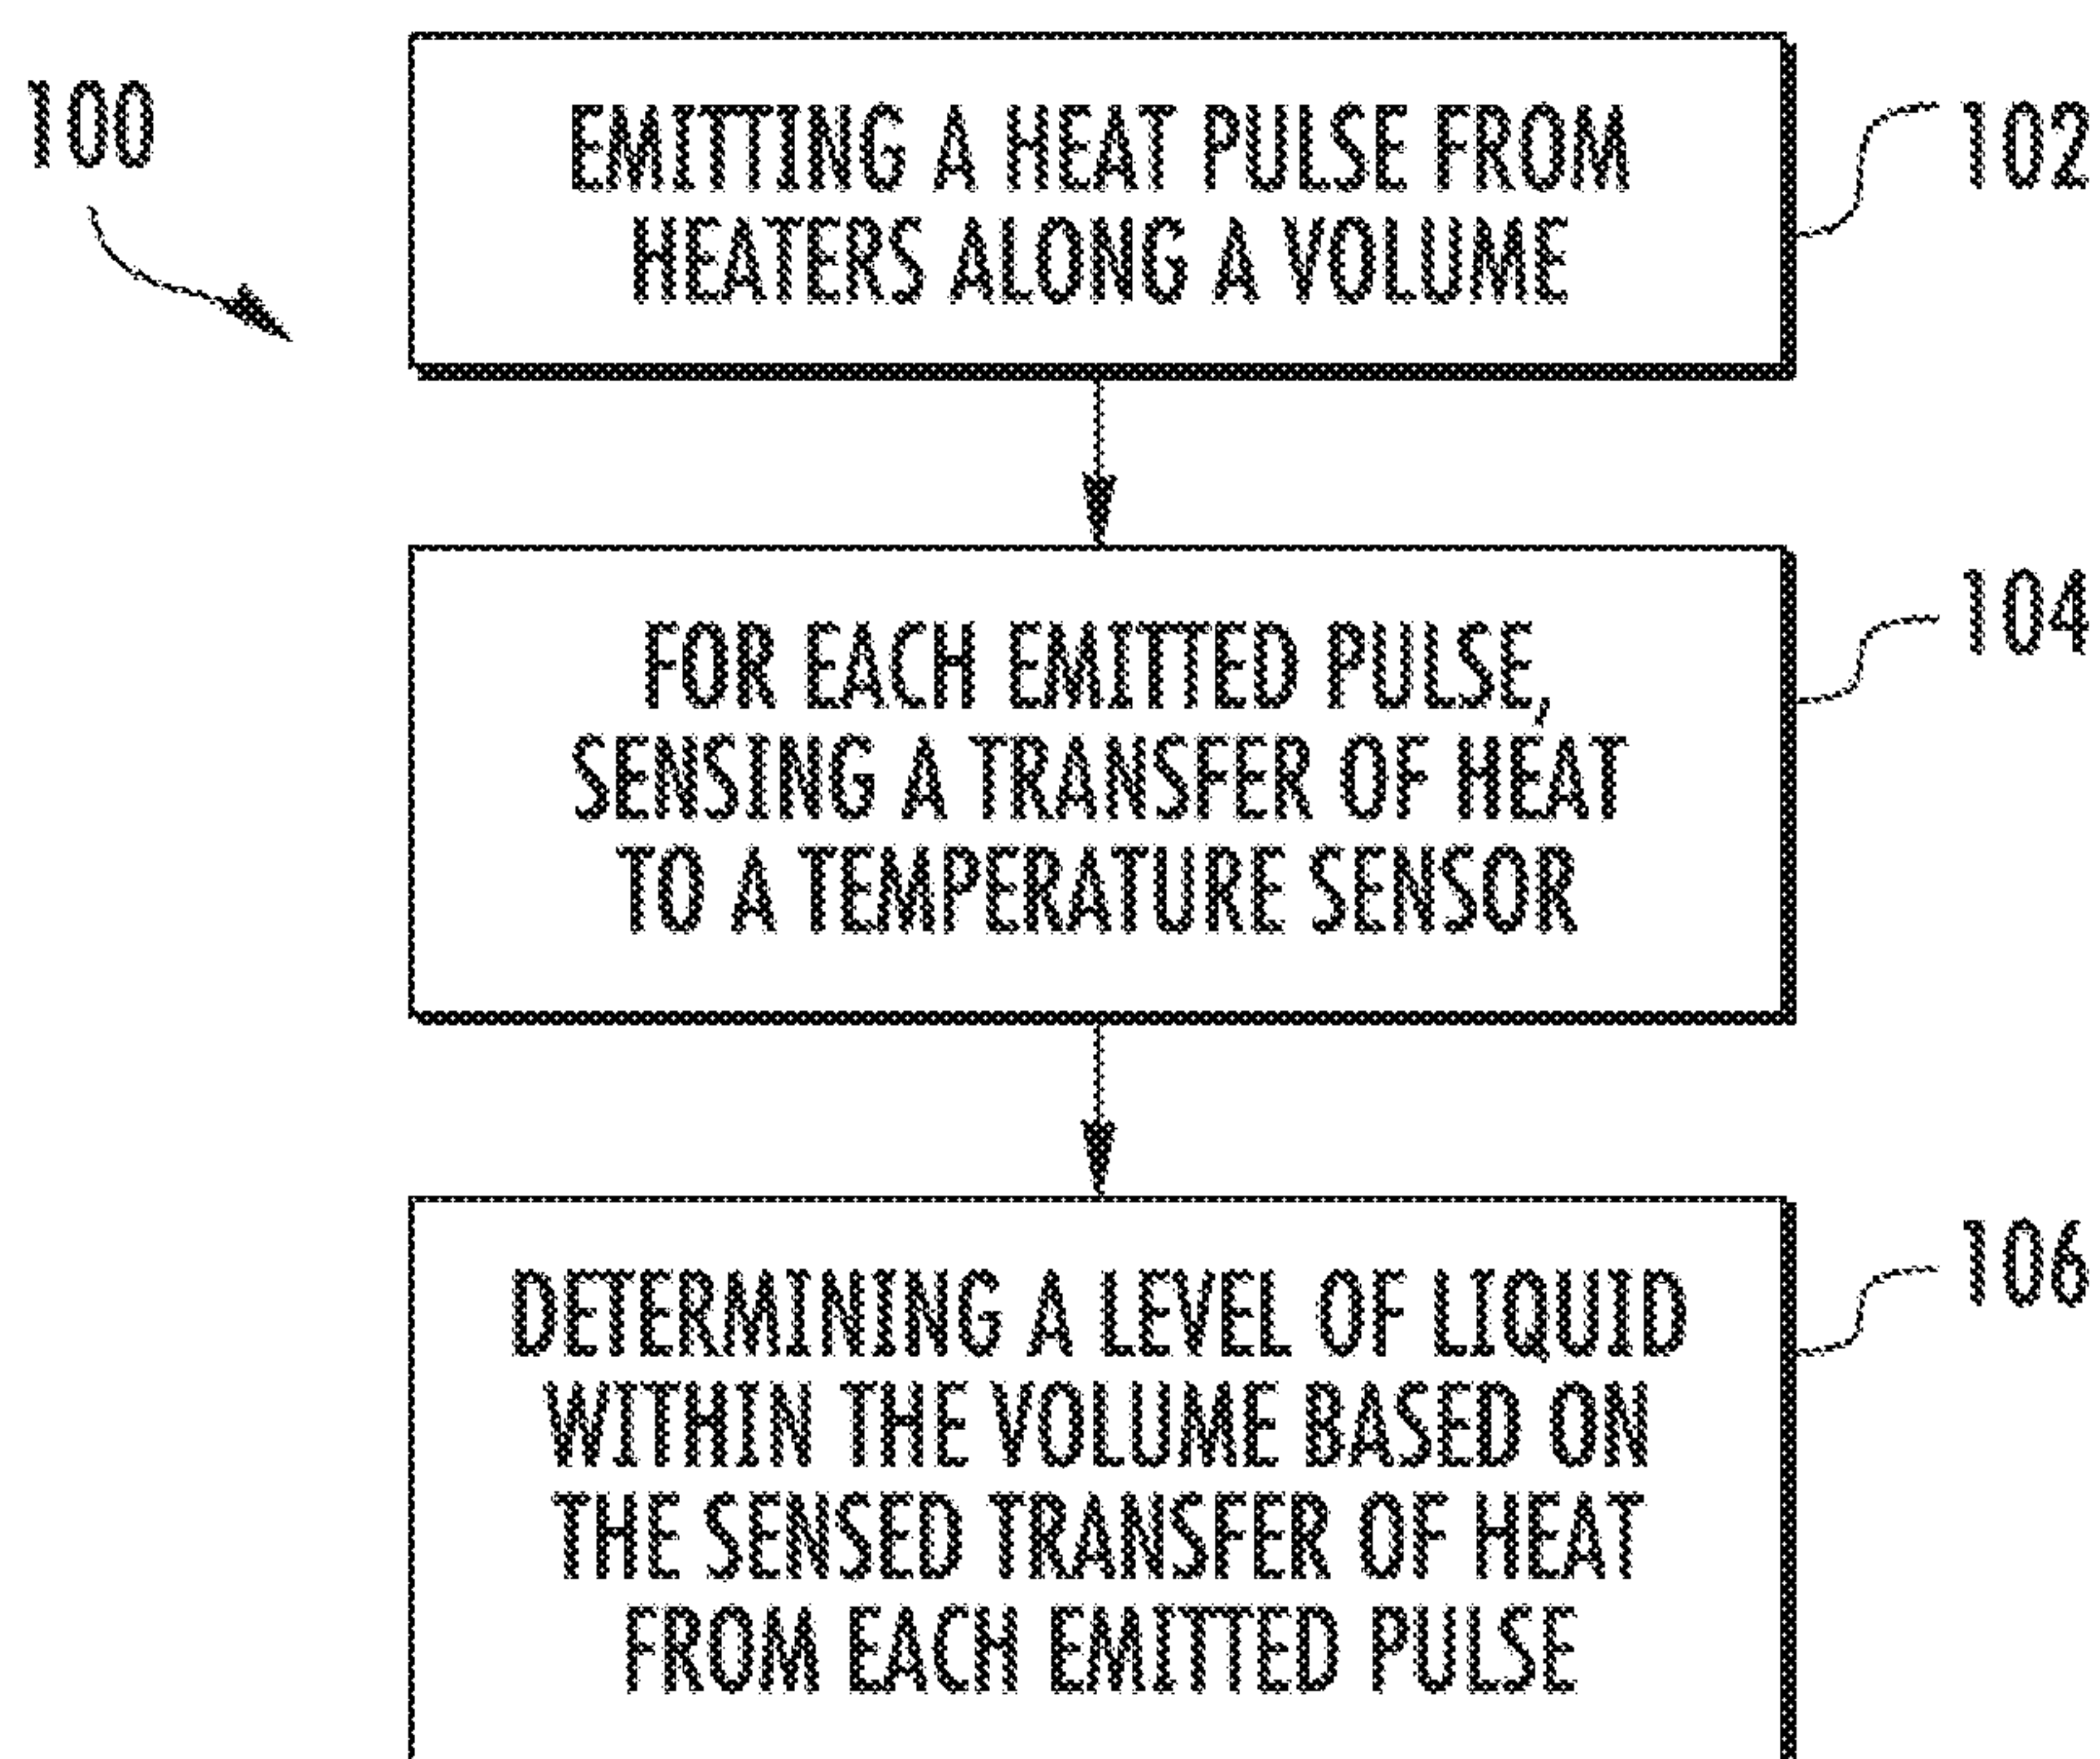 100
EMITTING A HEAT PULSE FROM
HEATERS ALONG A VOLUME
102
FOR EACH EMITTED PULSE,
SENSING A TRANSFER OF HEAT
TO A TEMPERATURE SENSOR
104
DETERMINING A LEVEL OF LIQUID
WITHIN THE VOLUME BASED ON
THE SENSED TRANSFER OF HEAT
FROM EACH EMITTED PULSE
106